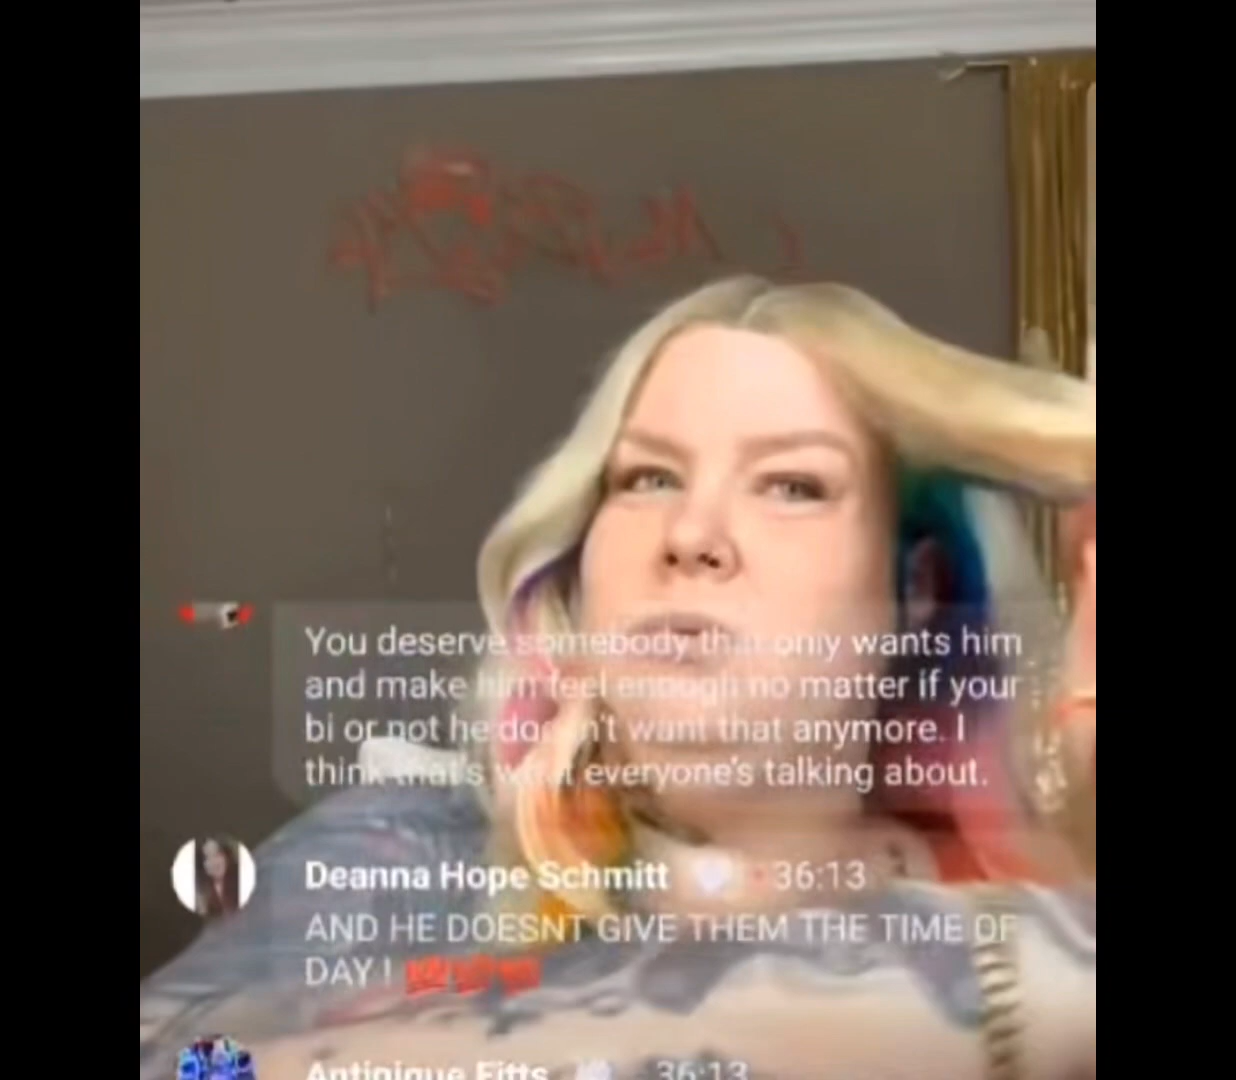 You deserve somebody that only wants him
and make him feel enough no matter if your
bi or not he doesn't want that anymore. I
think that's what everyone's talking about.
Deanna Hope Schmitt 36:13
AND HE DOESNT GIVE THEM THE TIME OF
DAY!
Antinique Fitts 36:13